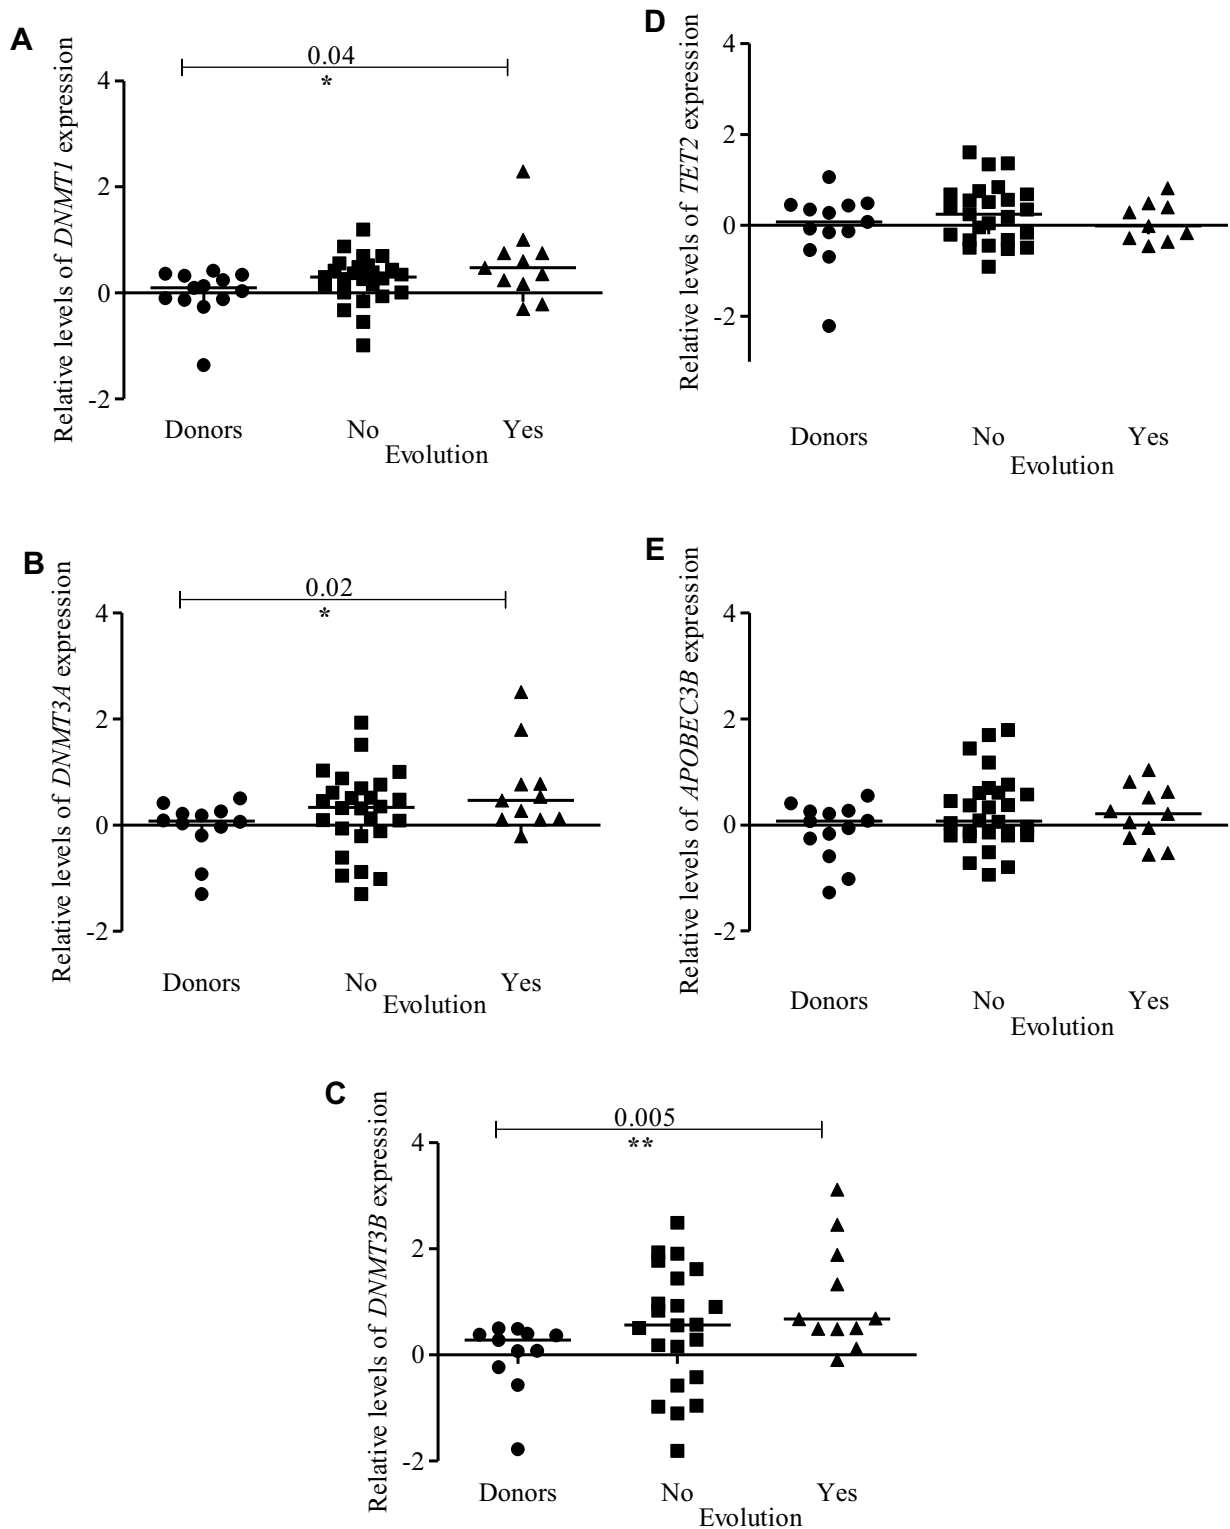 A
Relative levels of DNMT1 expression
0.04
*
4
2
0
-2
Donors
No
Yes
Evolution
D
Relative levels of TET2 expression
4
2
0
-2
Donors
No
Yes
Evolution
B
Relative levels of DNMT3A expression
0.02
*
4
2
0
-2
Donors
No
Yes
Evolution
E
Relative levels of APOBEC3B expression
4
2
0
-2
Donors
No
Yes
Evolution
C
Relative levels of DNMT3B expression
0.005
**
4
2
0
-2
Donors
No
Yes
Evolution